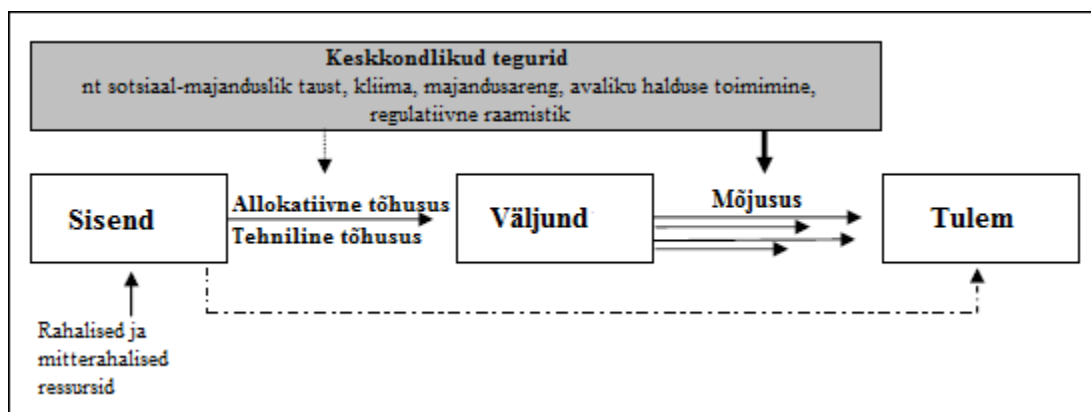 Keskkondlikud tegurid
nt sotsiaal-majanduslik taust, kliima, majandusareng, avaliku halduse toimimine,
regulatiivne raamistik
Sisend
Allokatiivne tõhusus
Tehniline tõhusus
Väljund
Mõjusus
Tulem
Rahalised ja
mitterahalised
ressursid